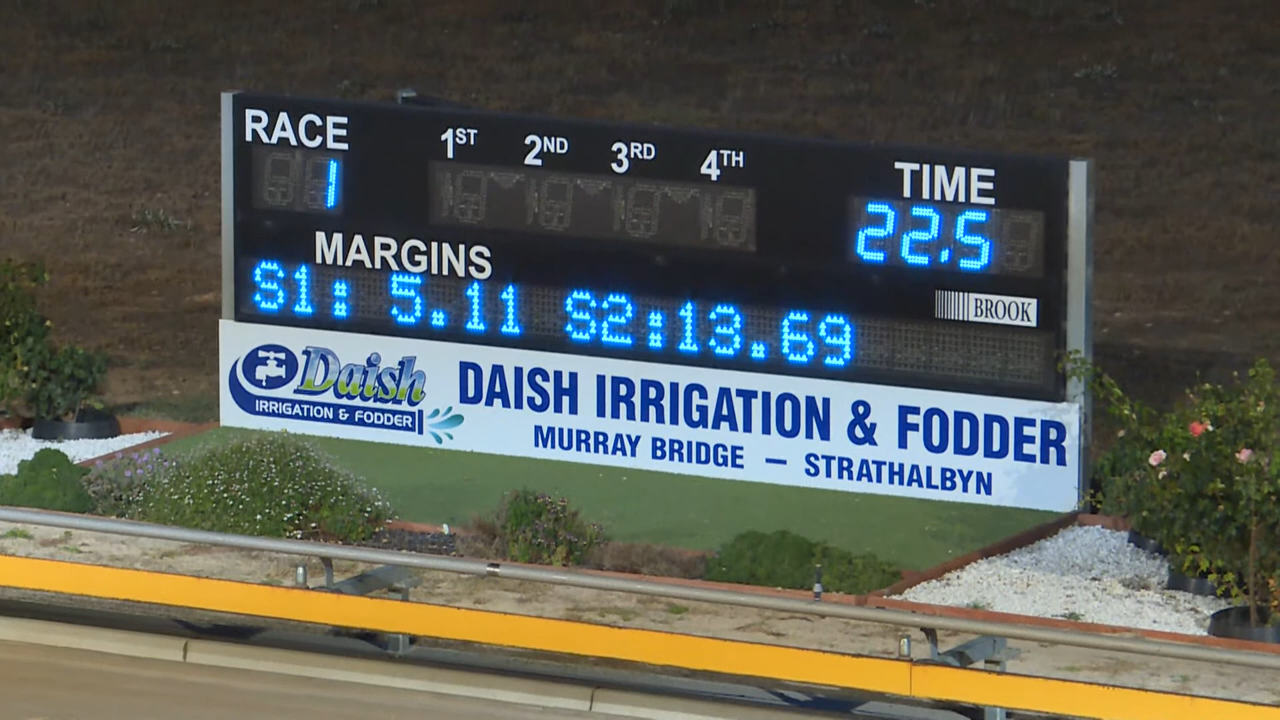 RACE 1ST 2ND 3RD 4TH TIME
1 22.5
MARGINS
S1: 5.11 S2:13.69
BROOK
Daish
IRRIGATION & FODDER
DAISH IRRIGATION & FODDER
MURRAY BRIDGE – STRATHALBYN